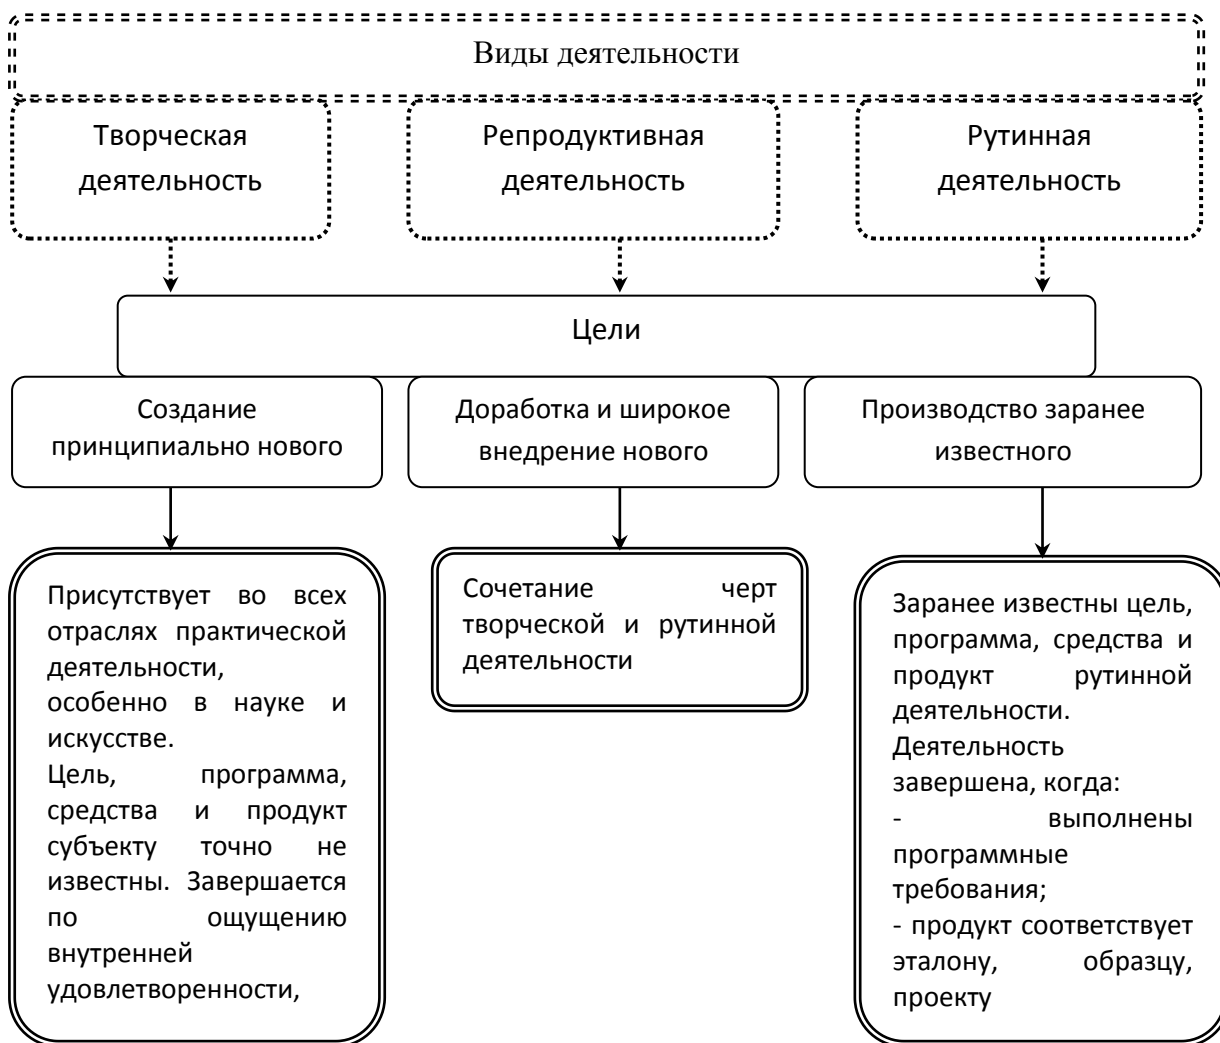 Виды деятельности
Творческая
деятельность
Репродуктивная
деятельность
Рутинная
деятельность
Цели
Создание
принципиально нового
Доработка и широкое
внедрение нового
Производство заранее
известного
Присутствует во всех
отраслях практической
деятельности,
особенно в науке и
искусстве.
Цель, программа,
средства и продукт
субъекту точно не
известны. Завершается
по ощущению
внутренней
удовлетворенности,
Сочетание черт
творческой и рутинной
деятельности
Заранее известны цель,
программа, средства и
продукт рутинной
деятельности.
Деятельность
завершена, когда:
- выполнены
программные
требования;
- продукт соответствует
эталону, образцу,
проекту